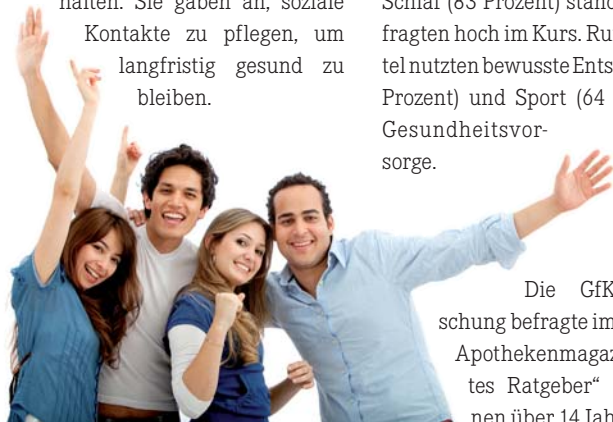 halten. Sie gaben an, soziale
Kontakte zu pflegen, um
langfristig gesund zu
bleiben.
Schlaf (83 Prozent) stand
fragten hoch im Kurs. Ru
tel nutzten bewusste Ents
Prozent) und Sport (64
Gesundheitsvor-
sorge.
Die GfK
schung befragte im
Apothekenmagaz
tes Ratgeber“
nen über 14 Jah